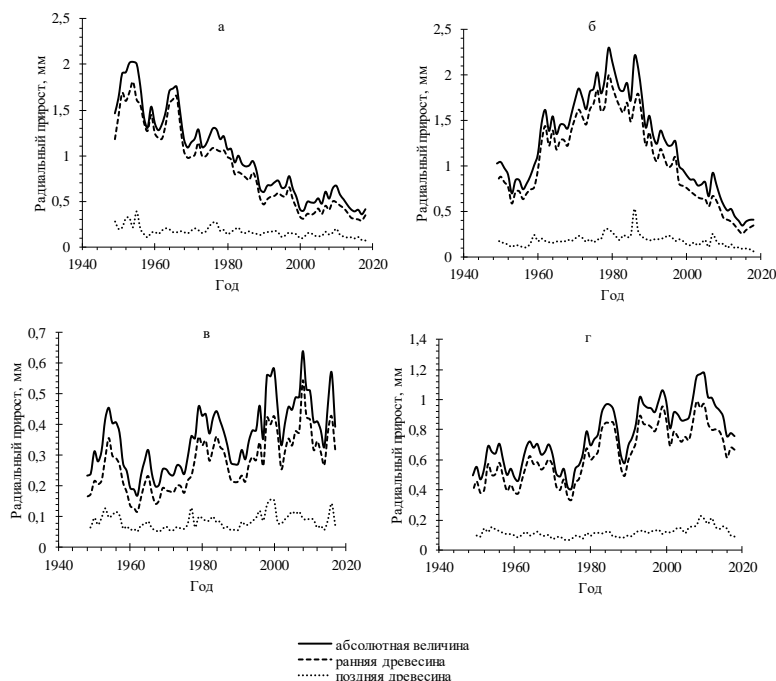 а
2,5
2
1,5
1
0,5
0
Радиальный прирост, мм
1940 1960 1980 2000 2020
Год
б
2,5
2
1,5
1
0,5
0
Радиальный прирост, мм
1940 1960 1980 2000 2020
Год
в
0,7
0,6
0,5
0,4
0,3
0,2
0,1
0
Радиальный прирост, мм
1940 1960 1980 2000 2020
Год
г
1,4
1,2
1
0,8
0,6
0,4
0,2
0
Радиальный прирост, мм
1940 1960 1980 2000 2020
Год
абсолютная величина
ранняя древесина
поздняя древесина